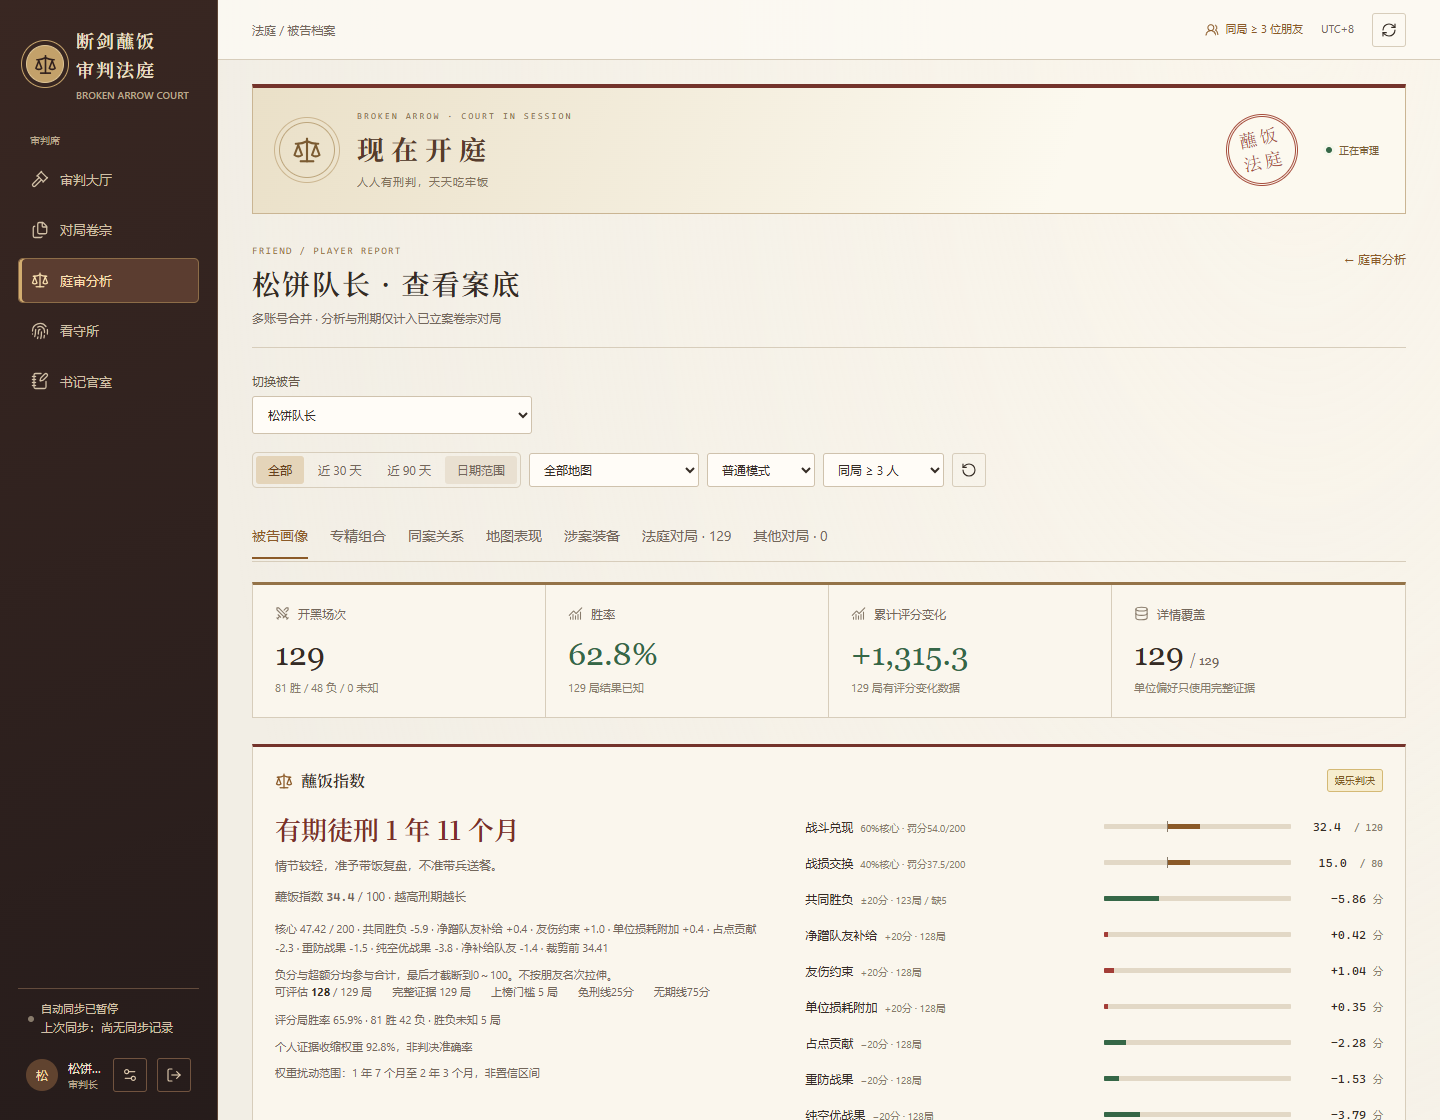 断剑蘸饭
审判法庭
BROKEN ARROW COURT
审判席
审判大厅
对局卷宗
庭审分析
看守所
书记官室
自动同步已暂停
上次同步：尚无同步记录
松
松饼...
审判长
法庭 / 被告档案
同局 ≥ 3 位朋友
UTC+8
BROKEN ARROW · COURT IN SESSION
现在开庭
人人有刑判，天天吃牢饭
蘸饭
法庭
正在审理
FRIEND / PLAYER REPORT
松饼队长 · 查看案底
多账号合并 · 分析与刑期仅计入已立案卷宗对局
← 庭审分析
切换被告
松饼队长
全部 近 30 天 近 90 天 日期范围 全部地图 普通模式 同局 ≥ 3 人
被告画像 专精组合 同案关系 地图表现 涉案装备 法庭对局 · 129 其他对局 · 0
开黑场次
129
81 胜 / 48 负 / 0 未知
胜率
62.8%
129 局结果已知
累计评分变化
+1,315.3
129 局有评分变化数据
详情覆盖
129 / 129
单位偏好只使用完整证据
蘸饭指数
娱乐判决
有期徒刑 1 年 11 个月
情节较轻，准予带饭复盘，不准带兵送餐。
蘸饭指数 34.4 / 100 · 越高刑期越长
核心 47.42 / 200 · 共同胜负 -5.9 · 净蹭队友补给 +0.4 · 友伤约束 +1.0 · 单位损耗附加 +0.4 · 占点贡献
-2.3 · 重防战果 -1.5 · 纯空优战果 -3.8 · 净补给队友 -1.4 · 裁剪前 34.41
负分与超额分均参与合计，最后才截断到0～100。不按朋友名次拉伸。
可评估 128 / 129 局 完整证据 129 局 上榜门槛 5 局 免刑线25分 无期线75分
评分局胜率 65.9% · 81 胜 42 负 · 胜负未知 5 局
个人证据收缩权重 92.8%，非判决准确率
权重扰动范围：1 年 7 个月至 2 年 3 个月，非置信区间
战斗兑现 60%核心 · 罚分54.0/200 32.4 / 120
战损交换 40%核心 · 罚分37.5/200 15.0 / 80
共同胜负 ±20分 · 123局 / 缺5 −5.86 分
净蹭队友补给 +20分 · 128局 +0.42 分
友伤约束 +20分 · 128局 +1.04 分
单位损耗附加 +20分 · 128局 +0.35 分
占点贡献 −20分 · 128局 −2.28 分
重防战果 −20分 · 128局 −1.53 分
纯空优战果 −20分 · 128局 −3.79 分